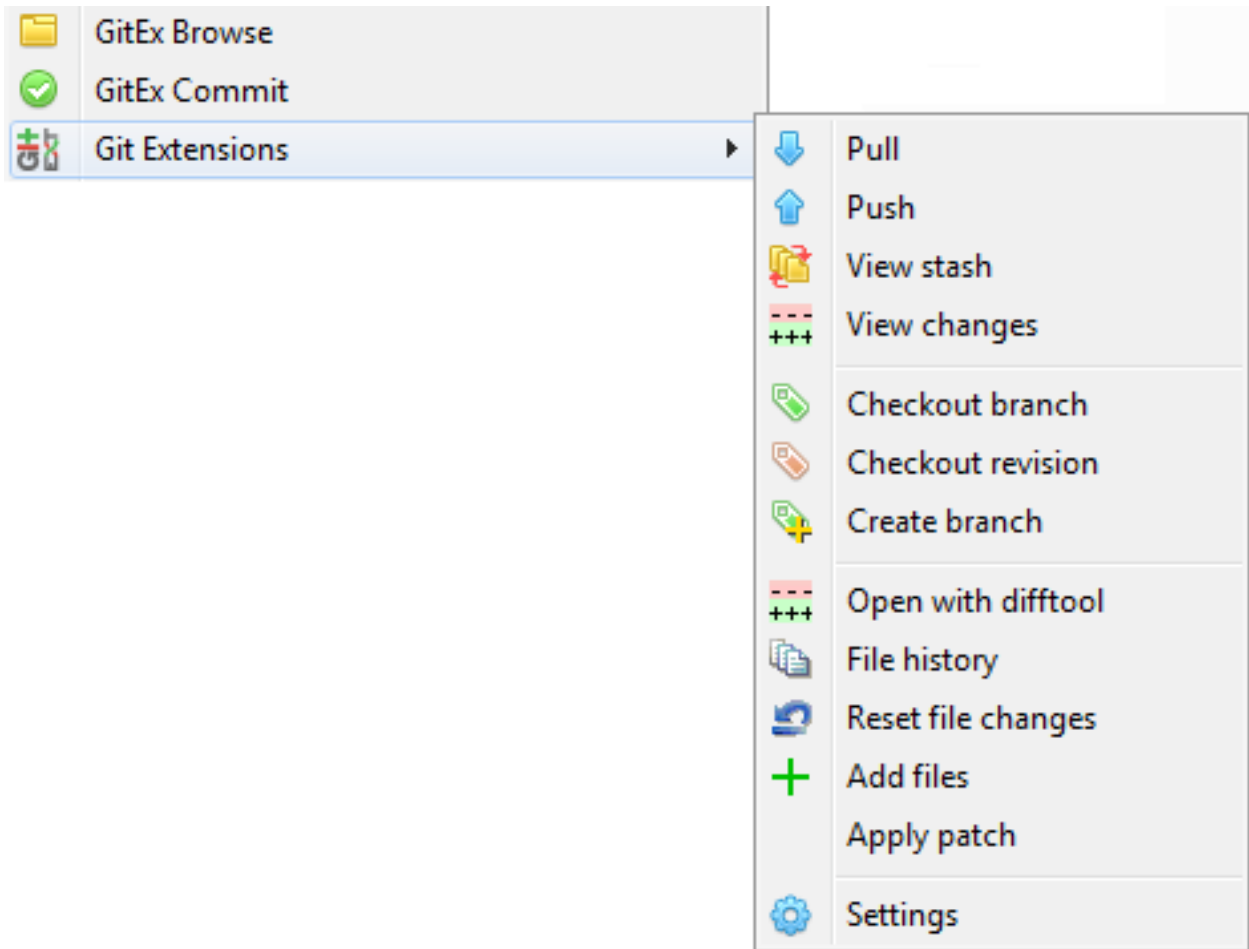 GitEx Browse
GitEx Commit
Git Extensions
Pull
Push
View stash
View changes
Checkout branch
Checkout revision
Create branch
Open with difftool
File history
Reset file changes
Add files
Apply patch
Settings